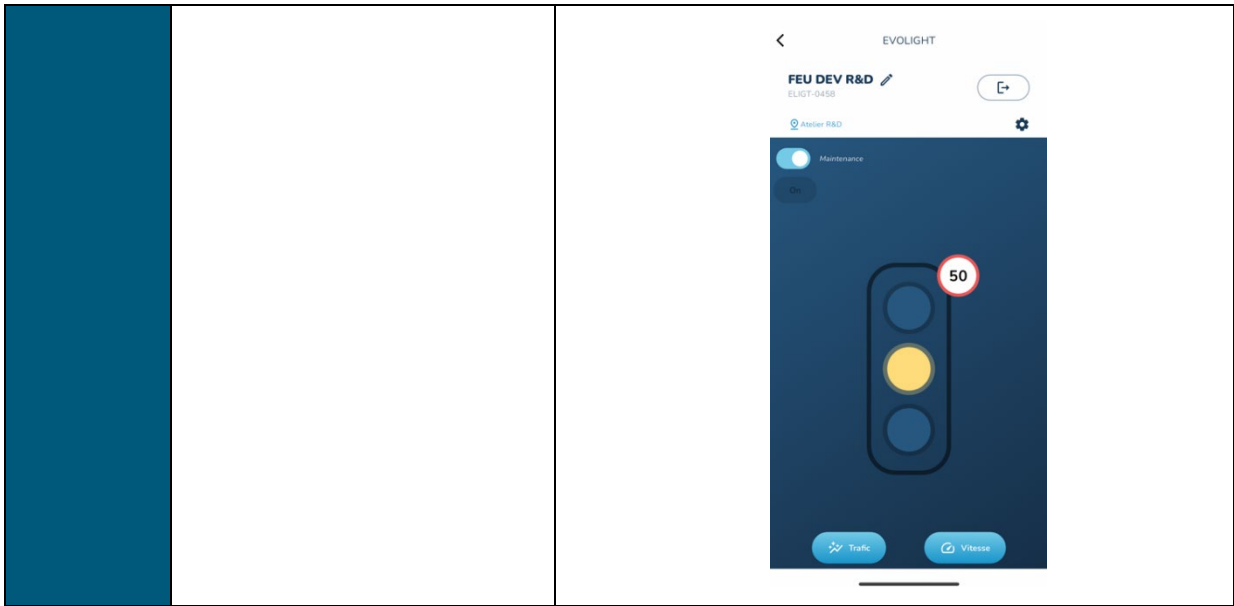 EVOLIGHT
FEU DEV R&D
ELIGT-0458
Atelier R&D
Maintenance
On
50
Trafic
Vitesse